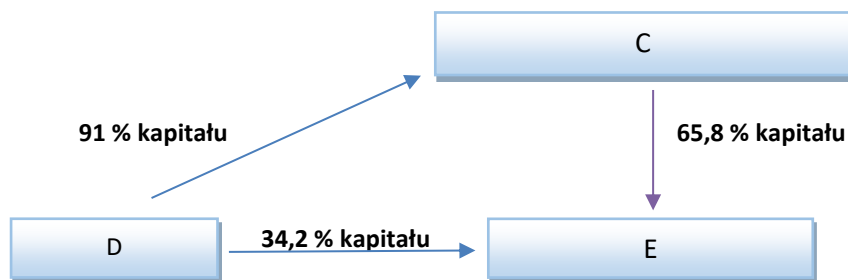 C
91 % kapitału
65,8 % kapitału
D
34,2 % kapitału
E